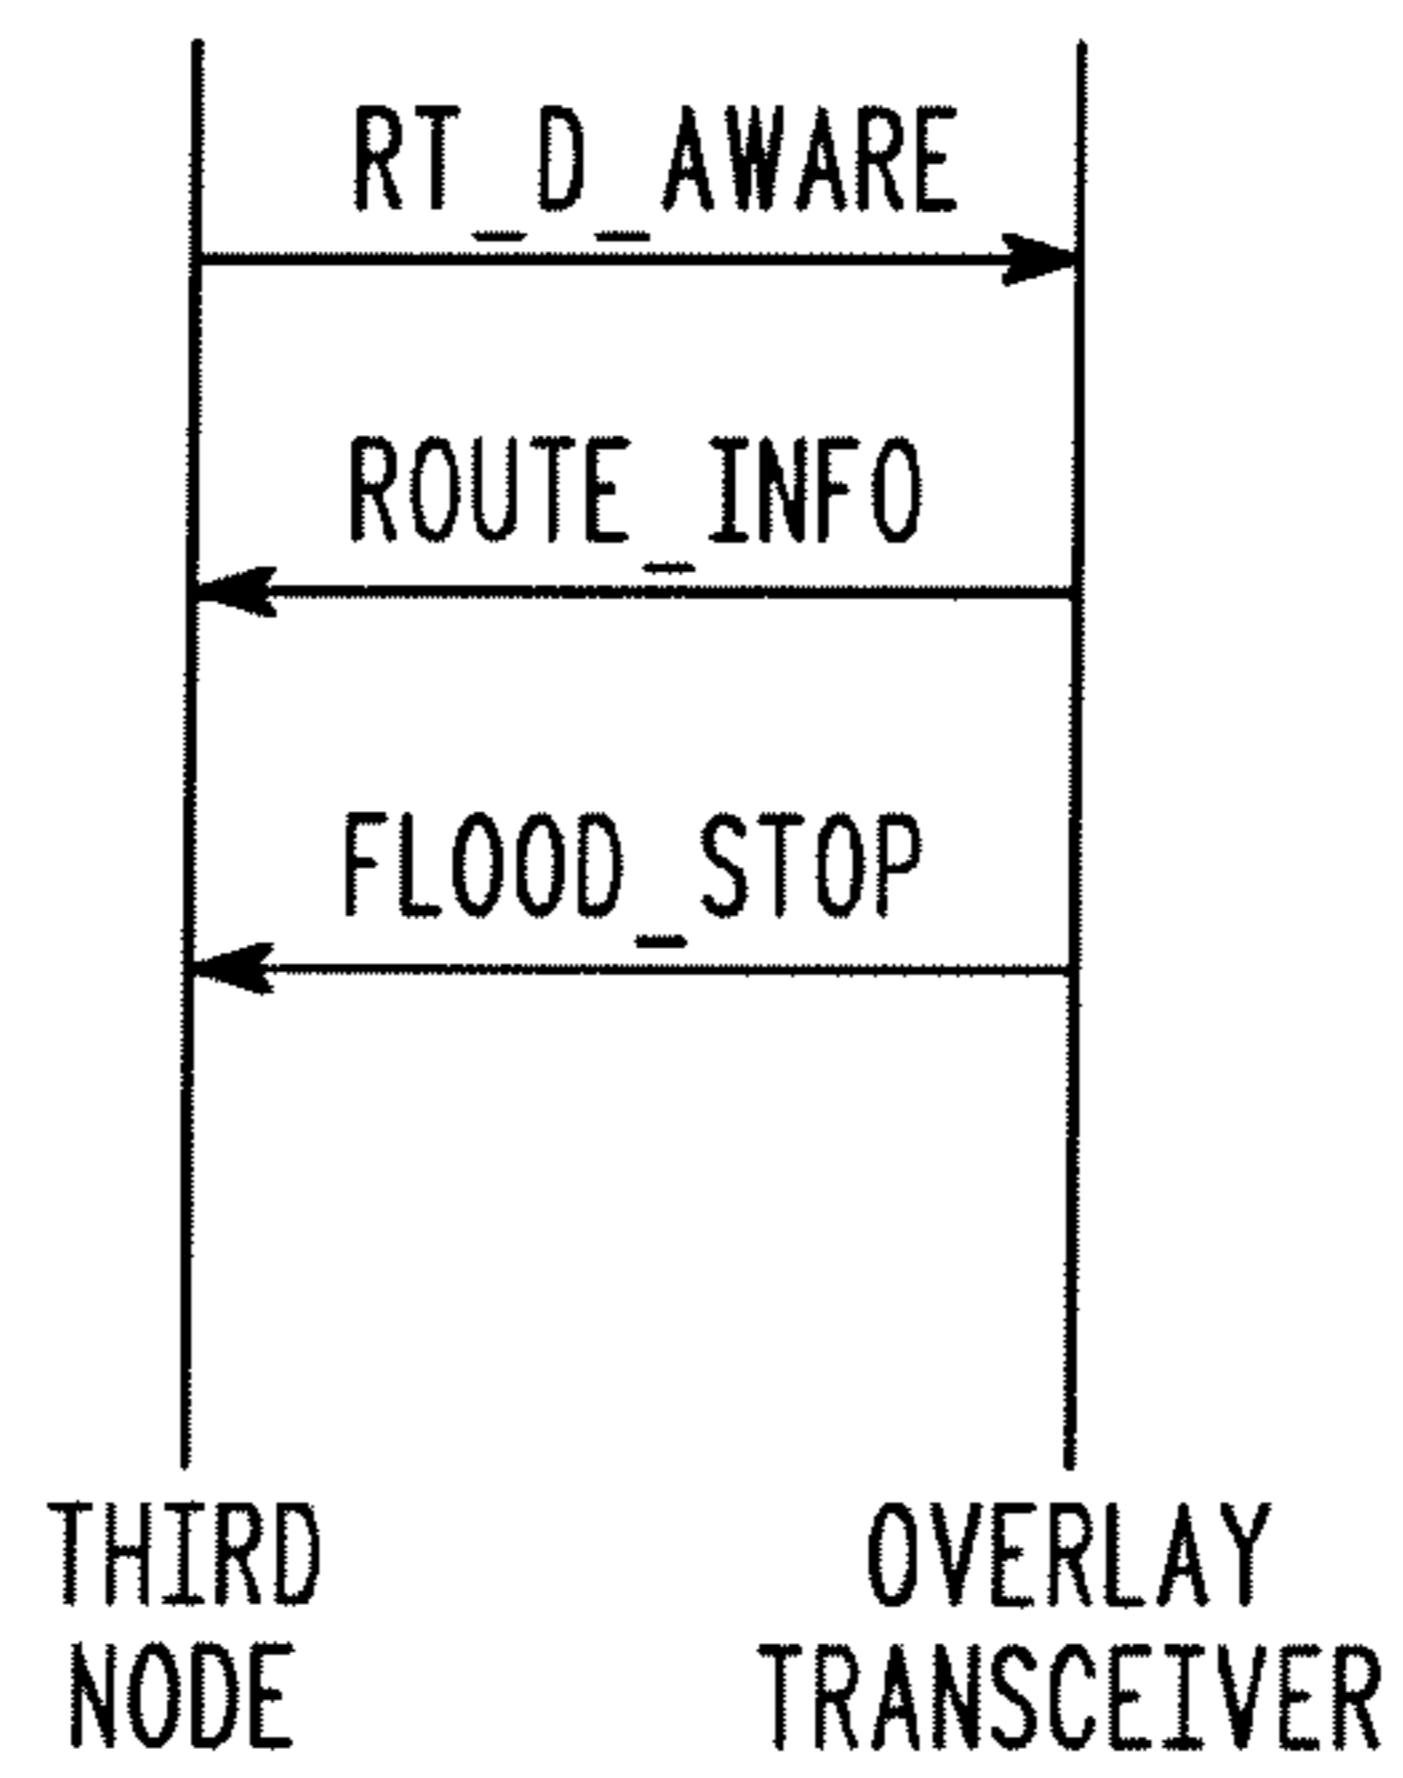 RT_D_AWARE
ROUTE_INFO
FLOOD_STOP
THIRD
NODE
OVERLAY
TRANSCEIVER